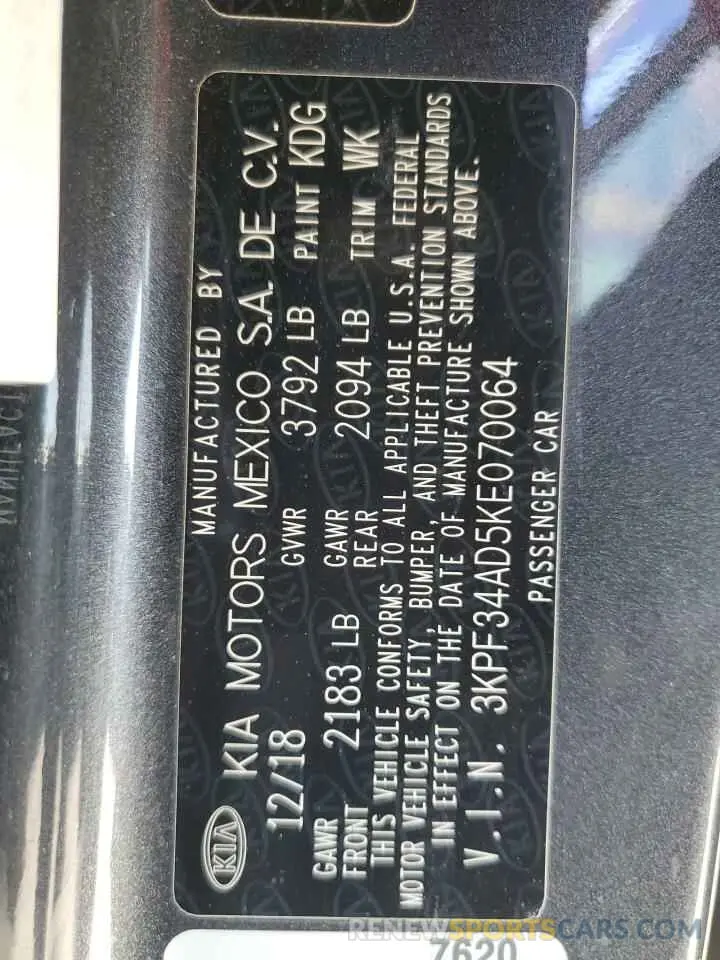 MANUFACTURED BY
KIA KIA MOTORS MEXICO S.A. DE C.V.
12/18 GVWR 3792 LB PAINT KDG
GAWR FRONT 2183 LB GAWR REAR 2094 LB TRIM WK
THIS VEHICLE CONFORMS TO ALL APPLICABLE U.S.A. FEDERAL
MOTOR VEHICLE SAFETY, BUMPER, AND THEFT PREVENTION STANDARDS
IN EFFECT ON THE DATE OF MANUFACTURE SHOWN ABOVE.
V.I.N. 3KPF34AD5KE070064
PASSENGER CAR
7620
RENEWSPORTSCARS.COM